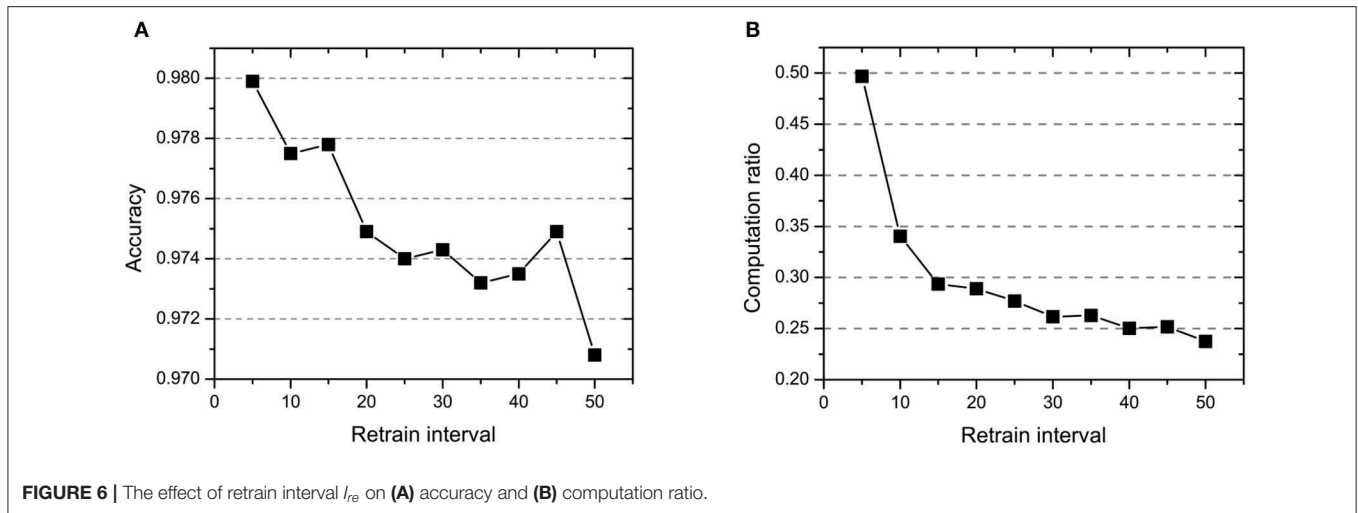 A
0.980
0.978
0.976
0.974
0.972
0.970
Accuracy
0 10 20 30 40 50
Retrain interval
B
0.50
0.45
0.40
0.35
0.30
0.25
0.20
Computation ratio
0 10 20 30 40 50
Retrain interval
FIGURE 6 | The effect of retrain interval Ire on (A) accuracy and (B) computation ratio.